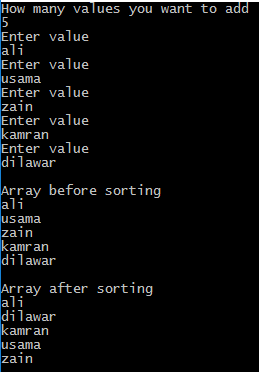 How many values you want to add
5
Enter value
ali
Enter value
usama
Enter value
zain
Enter value
kamran
Enter value
dilawar

Array before sorting
ali
usama
zain
kamran
dilawar

Array after sorting
ali
dilawar
kamran
usama
zain